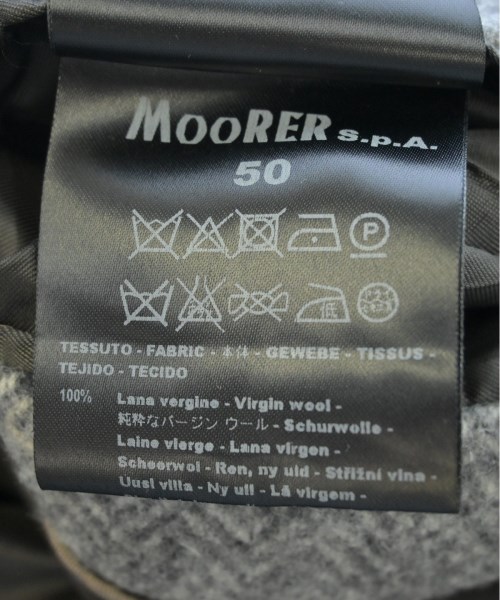 MOORER S.p.A.
50
P
低
TESSUTO - FABRIC - 本体 - GEWEBE - TISSUS -
TEJIDO - TECIDO
100% Lana vergine - Virgin wool -
純粋なバージン ウール - Schurwolle -
Laine vierge - Lana virgen -
Scheerwol - Ren, ny uld - Střižní vlna -
Uusi villa - Ny ull - Lã virgem -